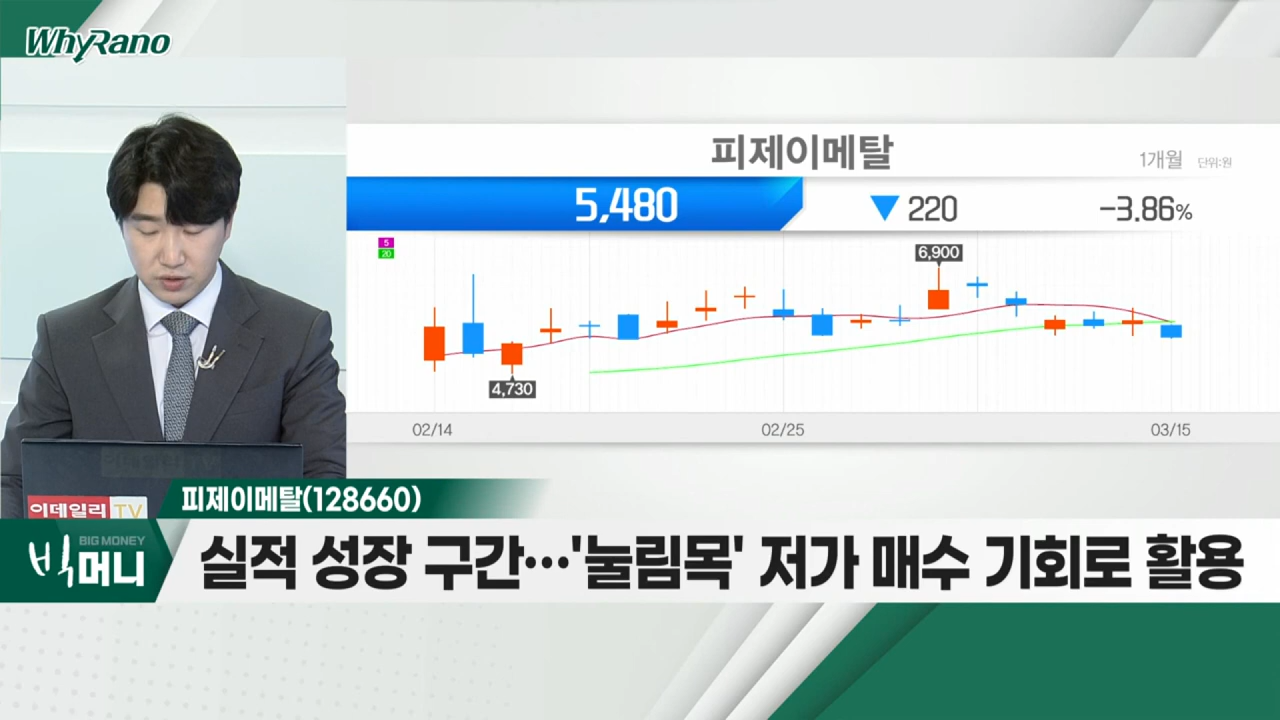 WhyRano
피제이메탈
1개월 단위:원
5,480 ▼ 220 -3.86%
5
20
6,900
4,730
02/14 02/25 03/15
이데일리 TV
피제이메탈(128660)
BIG MONEY
빅머니
실적 성장 구간…'눌림목' 저가 매수 기회로 활용